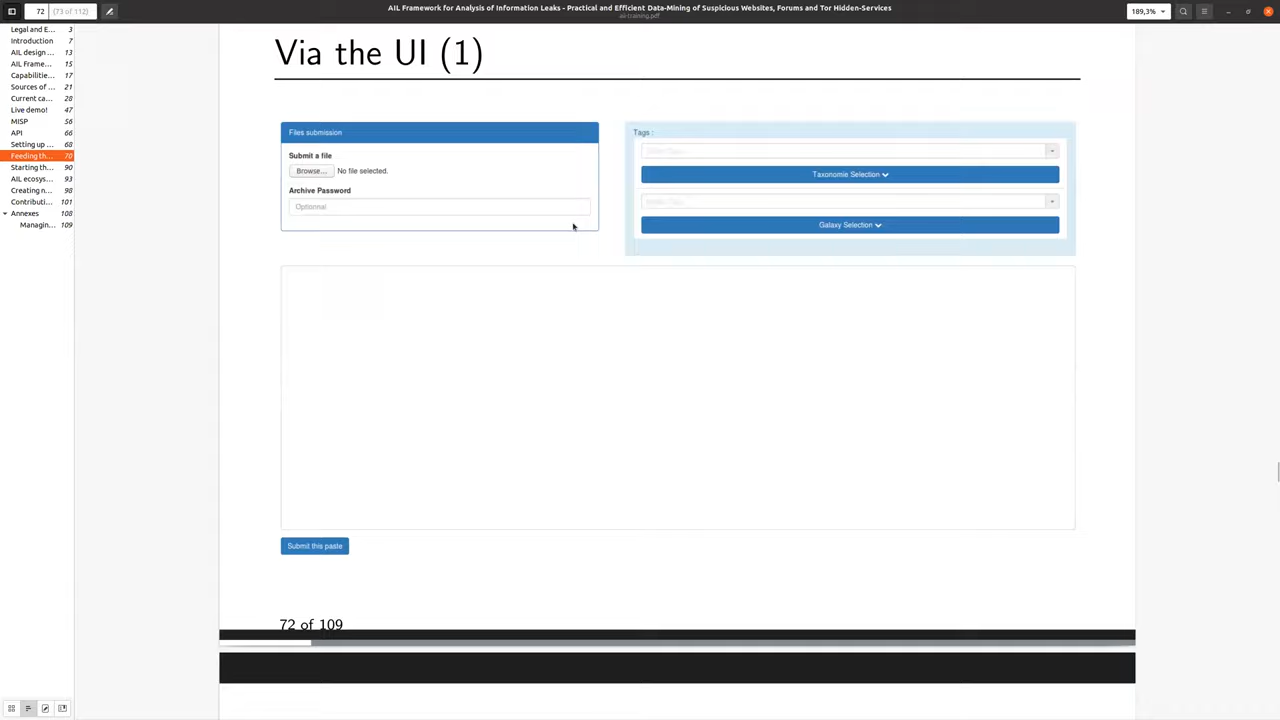 72
(73 of 112)
AIL Framework for Analysis of Information Leaks - Practical and Efficient Data-Mining of Suspicious Websites, Forums and Tor Hidden-Services
ail-training.pdf
189,3%
Legal and E... 3
Introduction 7
AIL design ... 13
AIL Frame... 15
Capabilitie... 17
Sources of ... 21
Current ca... 28
Live demo! 47
MISP 56
API 66
Setting up ... 68
Feeding th... 70
Starting th... 90
AIL ecosys... 93
Creating n... 98
Contributi... 101
Annexes 108
Managin... 109
Via the UI (1)
Files submission
Submit a file
Browse... No file selected.
Archive Password
Optionnal
Tags :
Taxonomie Selection
Galaxy Selection
Submit this paste
72 of 109